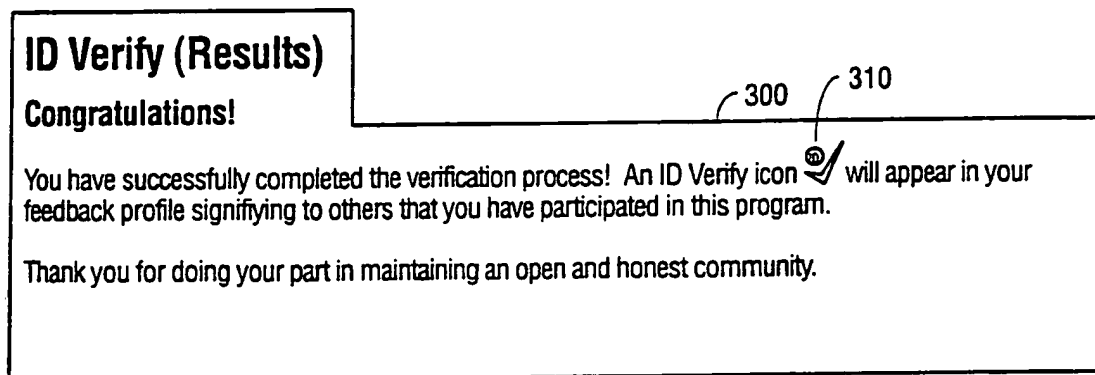 ID Verify (Results)
Congratulations!
300
310
You have successfully completed the verification process! An ID Verify icon will appear in your
feedback profile signifiying to others that you have participated in this program.
Thank you for doing your part in maintaining an open and honest community.